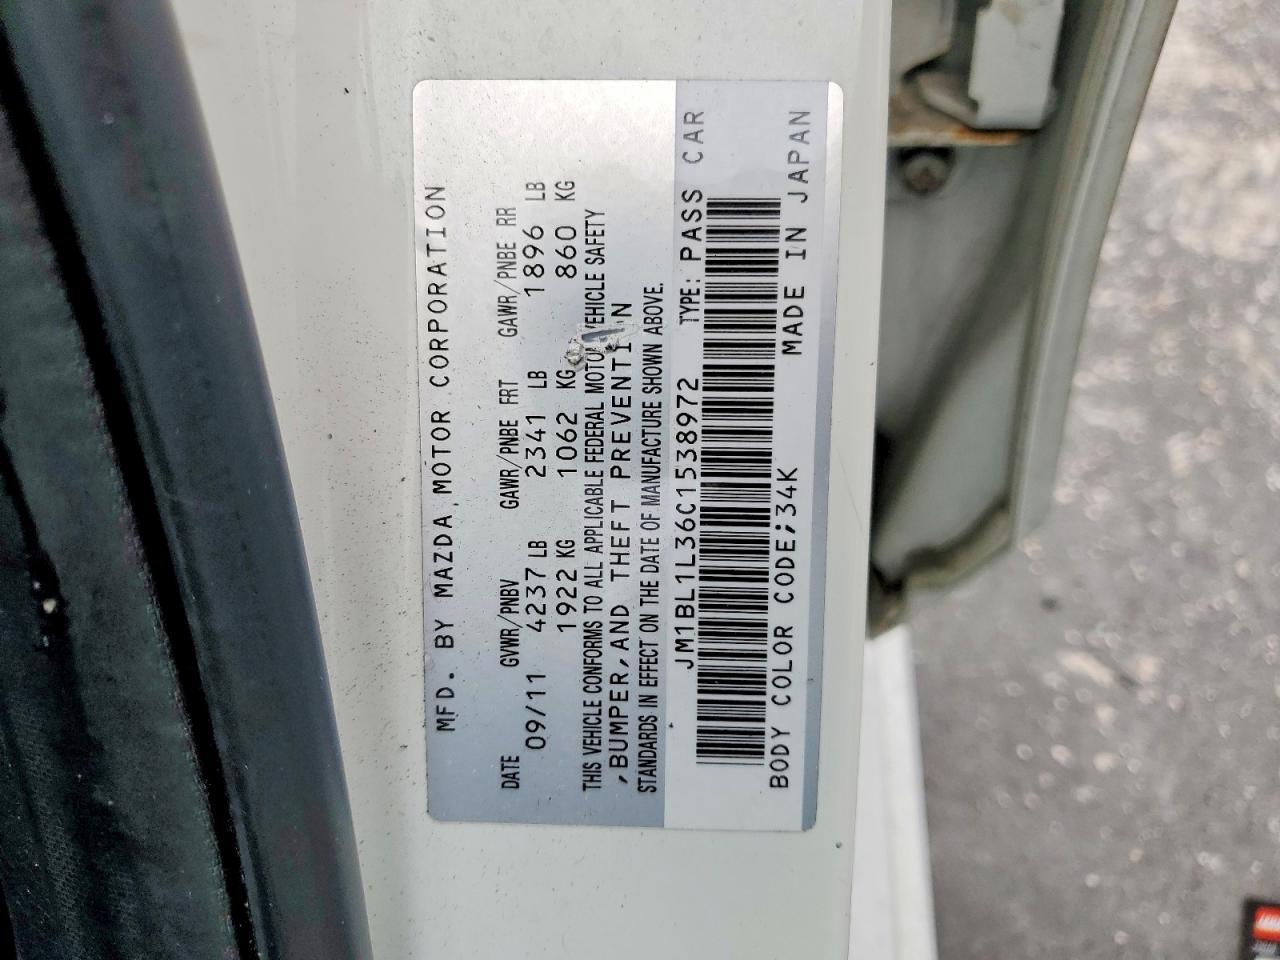 MFD. BY MAZDA MOTOR CORPORATION
DATE GVWR/PNBV GAWR/PNBE FRT GAWR/PNBE RR
09/11 4237 LB 2341 LB 1896 LB
1922 KG 1062 KG 860 KG
THIS VEHICLE CONFORMS TO ALL APPLICABLE FEDERAL MOTOR VEHICLE SAFETY
,BUMPER,AND THEFT PREVENTION
STANDARDS IN EFFECT ON THE DATE OF MANUFACTURE SHOWN ABOVE.
JM1BL1L36C1538972 TYPE: PASS CAR
BODY COLOR CODE;34K MADE IN JAPAN